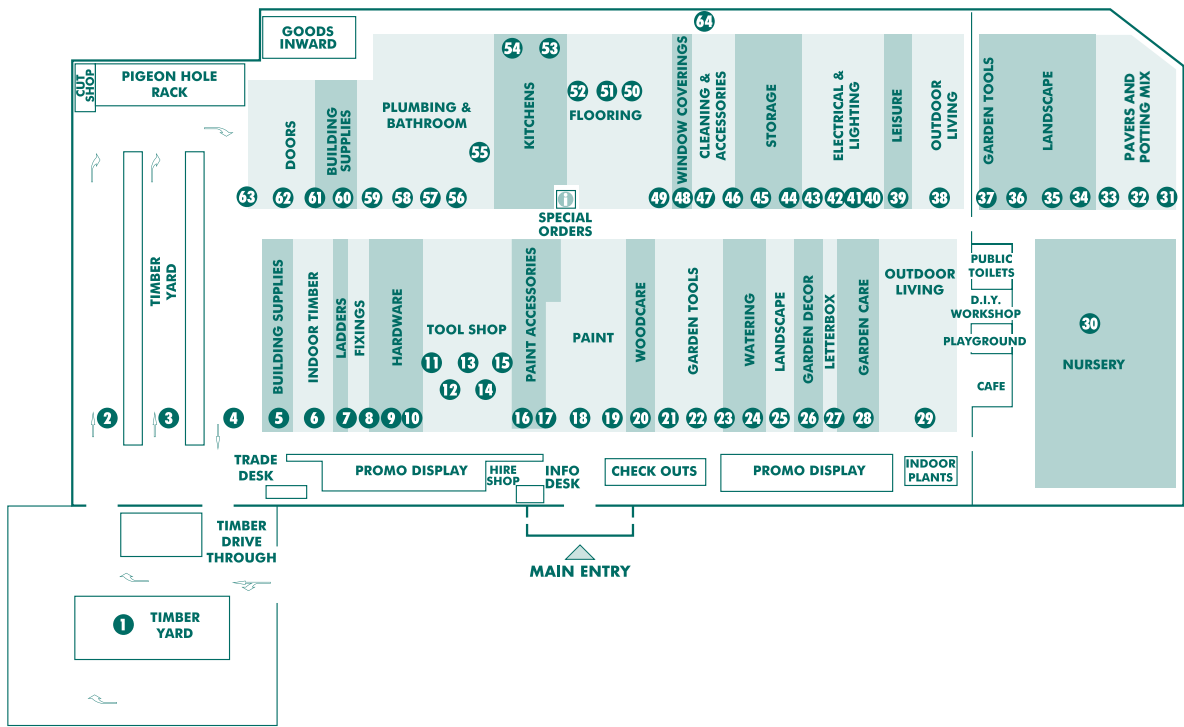 64
GOODS
INWARD
54
53
CUT
SHOP
PIGEON HOLE
RACK
PLUMBING &
BATHROOM
55
KITCHENS
52
51
50
FLOORING
WINDOW COVERINGS
CLEANING &
ACCESSORIES
STORAGE
ELECTRICAL &
LIGHTING
LEISURE
OUTDOOR
LIVING
GARDEN TOOLS
LANDSCAPE
PAVERS AND
POTTING MIX
DOORS
BUILDING
SUPPLIES
63
62
61
60
59
58
57
56
i
SPECIAL
ORDERS
49
48
47
46
45
44
43
42
41
40
39
38
37
36
35
34
33
32
31
TIMBER
YARD
BUILDING SUPPLIES
INDOOR TIMBER
LADDERS
FIXINGS
HARDWARE
TOOL SHOP
11
13
15
12
14
PAINT ACCESSORIES
PAINT
WOODCARE
GARDEN TOOLS
WATERING
LANDSCAPE
GARDEN DECOR
LETTERBOX
GARDEN CARE
OUTDOOR
LIVING
PUBLIC
TOILETS
D.I.Y.
WORKSHOP
PLAYGROUND
CAFE
30
NURSERY
2
3
4
5
6
7
8
9
10
16
17
18
19
20
21
22
23
24
25
26
27
28
29
TRADE
DESK
PROMO DISPLAY
HIRE
SHOP
INFO
DESK
CHECK OUTS
PROMO DISPLAY
INDOOR
PLANTS
TIMBER
DRIVE
THROUGH
MAIN ENTRY
1
TIMBER
YARD